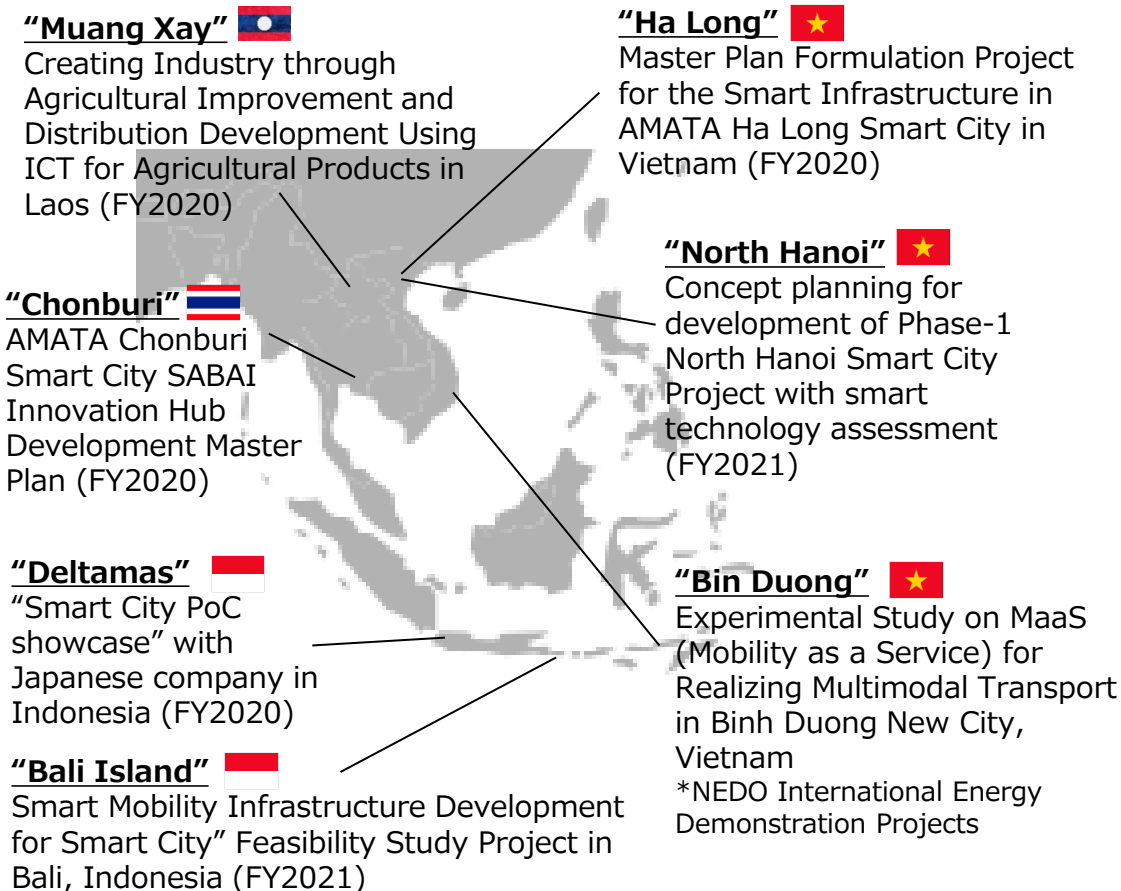 “Muang Xay”
Creating Industry through
Agricultural Improvement and
Distribution Development Using
ICT for Agricultural Products in
Laos (FY2020)
“Ha Long”
Master Plan Formulation Project
for the Smart Infrastructure in
AMATA Ha Long Smart City in
Vietnam (FY2020)
“North Hanoi”
Concept planning for
development of Phase-1
North Hanoi Smart City
Project with smart
technology assessment
(FY2021)
“Chonburi”
AMATA Chonburi
Smart City SABAI
Innovation Hub
Development Master
Plan (FY2020)
“Deltamas”
“Smart City PoC
showcase” with
Japanese company in
Indonesia (FY2020)
“Bin Duong”
Experimental Study on MaaS
(Mobility as a Service) for
Realizing Multimodal Transport
in Binh Duong New City,
Vietnam
*NEDO International Energy
Demonstration Projects
“Bali Island”
Smart Mobility Infrastructure Development
for Smart City” Feasibility Study Project in
Bali, Indonesia (FY2021)